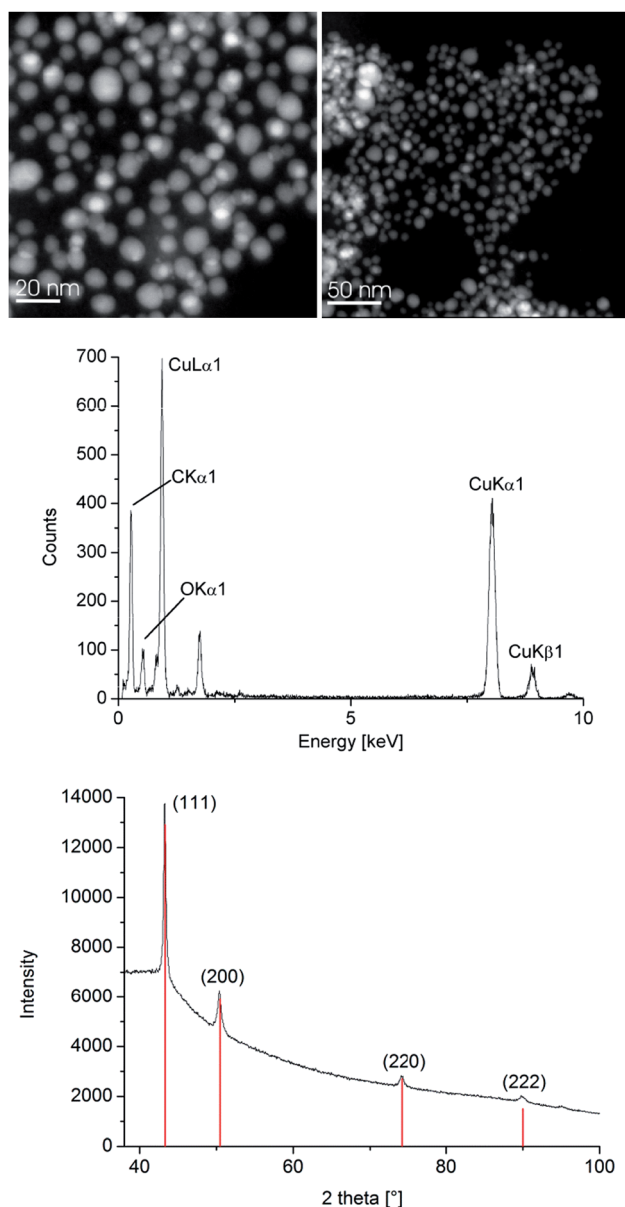 20 nm
50 nm
700
600
500
400
300
200
100
0
Counts
CuLα1
CKα1
OKα1
CuKα1
CuKβ1
0
5
10
Energy [keV]
14000
12000
10000
8000
6000
4000
2000
0
Intensity
(111)
(200)
(220)
(222)
40
60
80
100
2 theta [°]